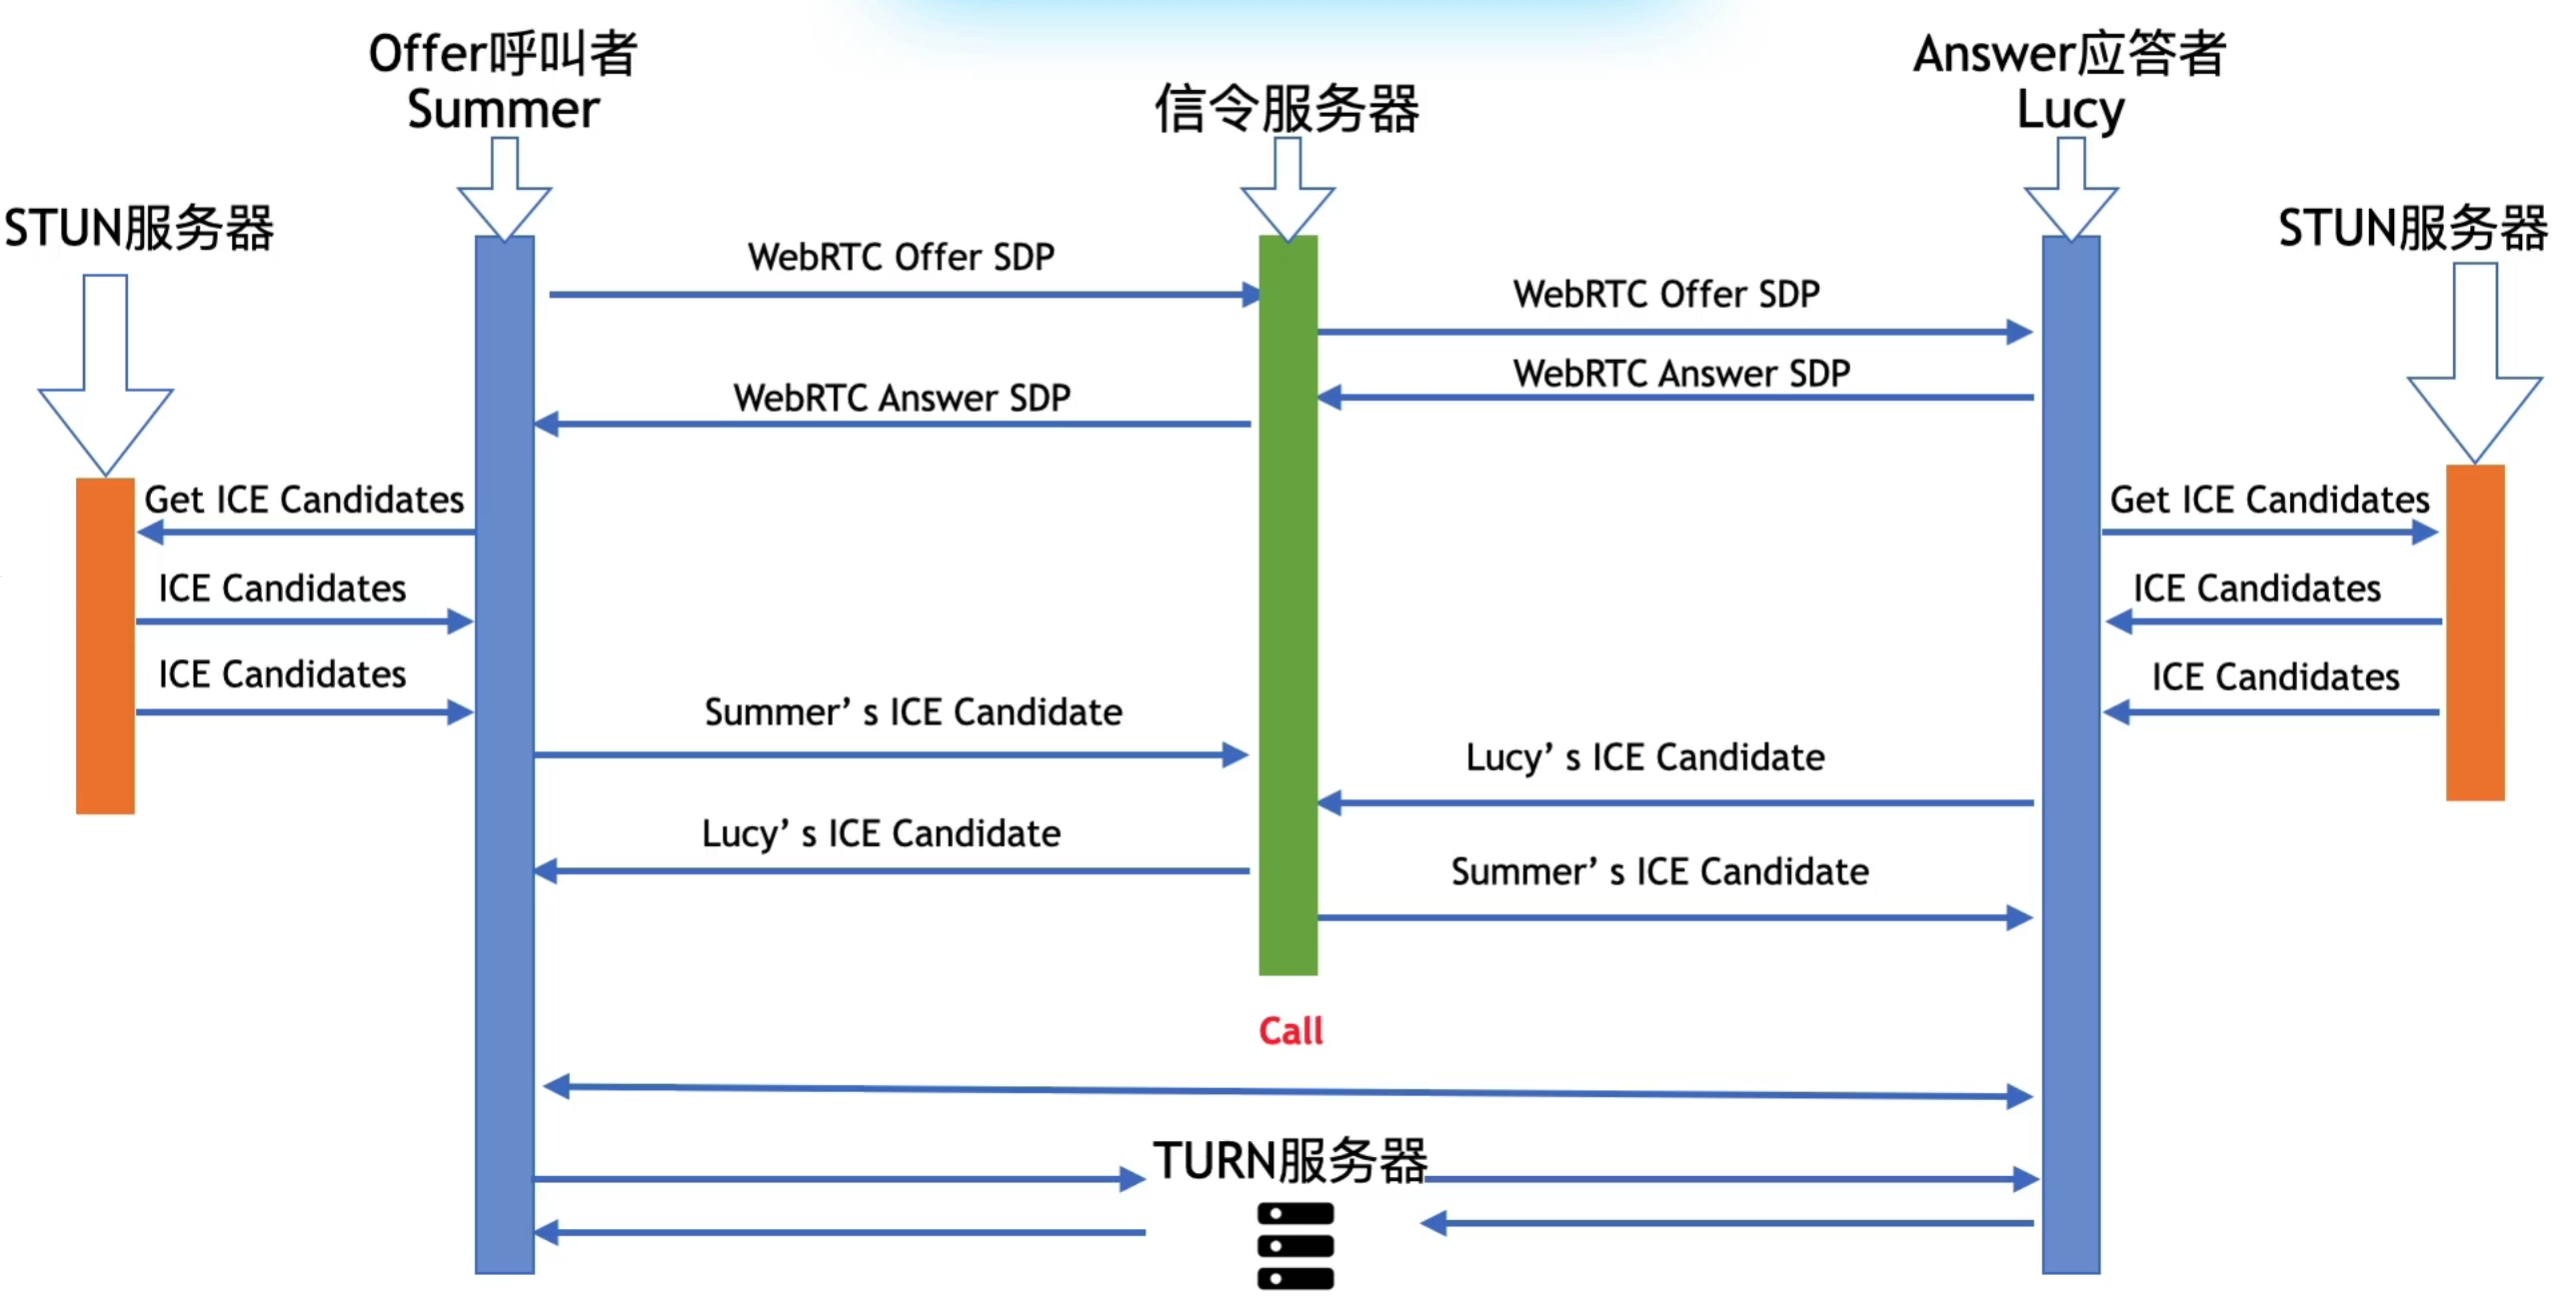 Offer呼叫者
Summer
信令服务器
Answer应答者
Lucy
STUN服务器
STUN服务器
WebRTC Offer SDP
WebRTC Offer SDP
WebRTC Answer SDP
WebRTC Answer SDP
Get ICE Candidates
Get ICE Candidates
ICE Candidates
ICE Candidates
ICE Candidates
ICE Candidates
Summer’ s ICE Candidate
Lucy’ s ICE Candidate
Lucy’ s ICE Candidate
Summer’ s ICE Candidate
Call
TURN服务器